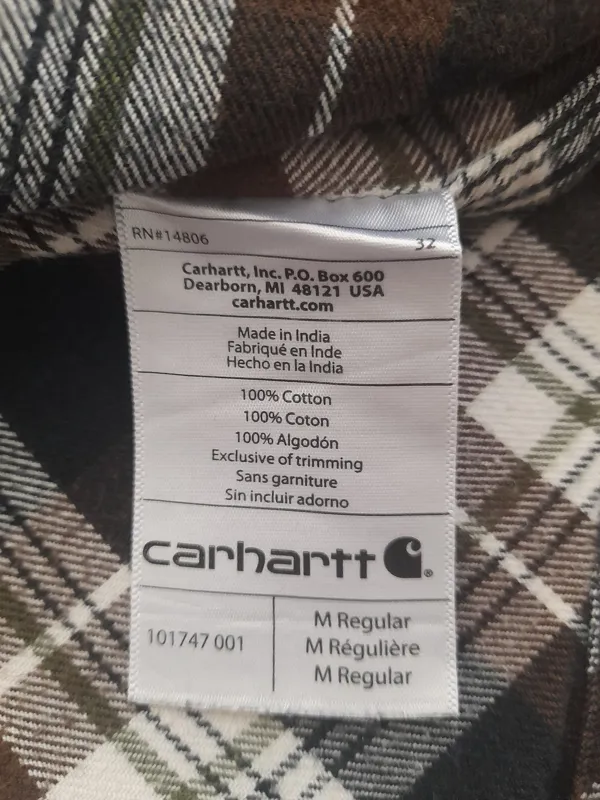 RN#14806 32
Carhartt, Inc. P.O. Box 600
Dearborn, MI 48121 USA
carhartt.com
Made in India
Fabriqué en Inde
Hecho en la India
100% Cotton
100% Coton
100% Algodón
Exclusive of trimming
Sans garniture
Sin incluir adorno
carhartt®
101747 001
M Regular
M Régulière
M Regular